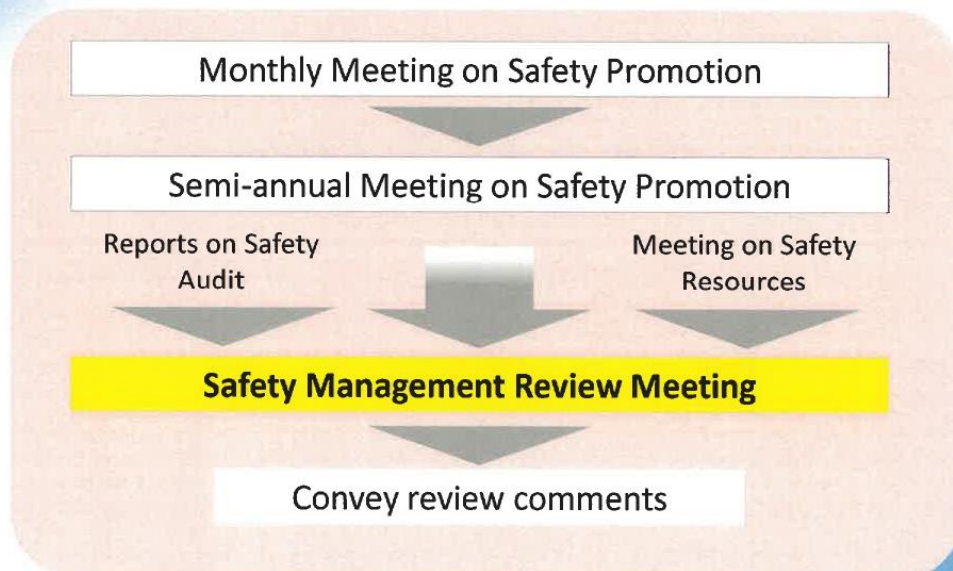 Monthly Meeting on Safety Promotion
Semi-annual Meeting on Safety Promotion
Reports on Safety
Audit
Meeting on Safety
Resources
Safety Management Review Meeting
Convey review comments